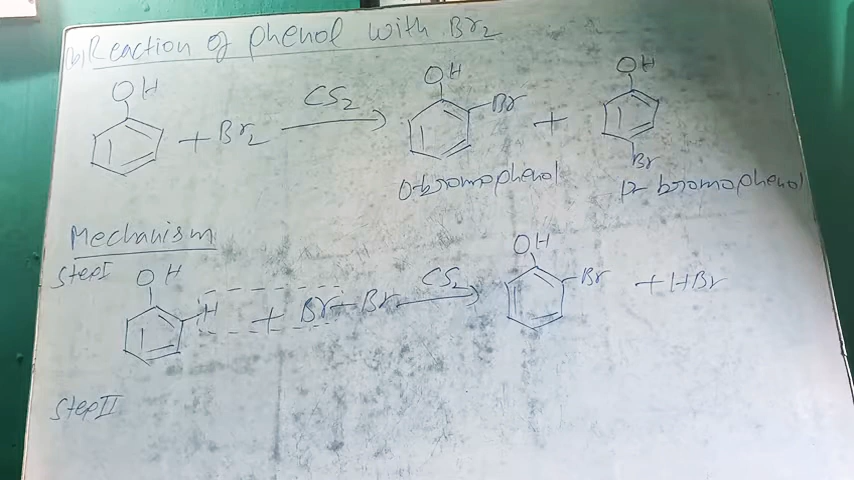 (b) Reaction of phenol with Br2
OH + Br2 CS2 OH Br + OH Br
O-bromophenol P-bromophenol
Mechanism
Step I
OH H + Br-Br CS2 OH Br + HBr
Step II